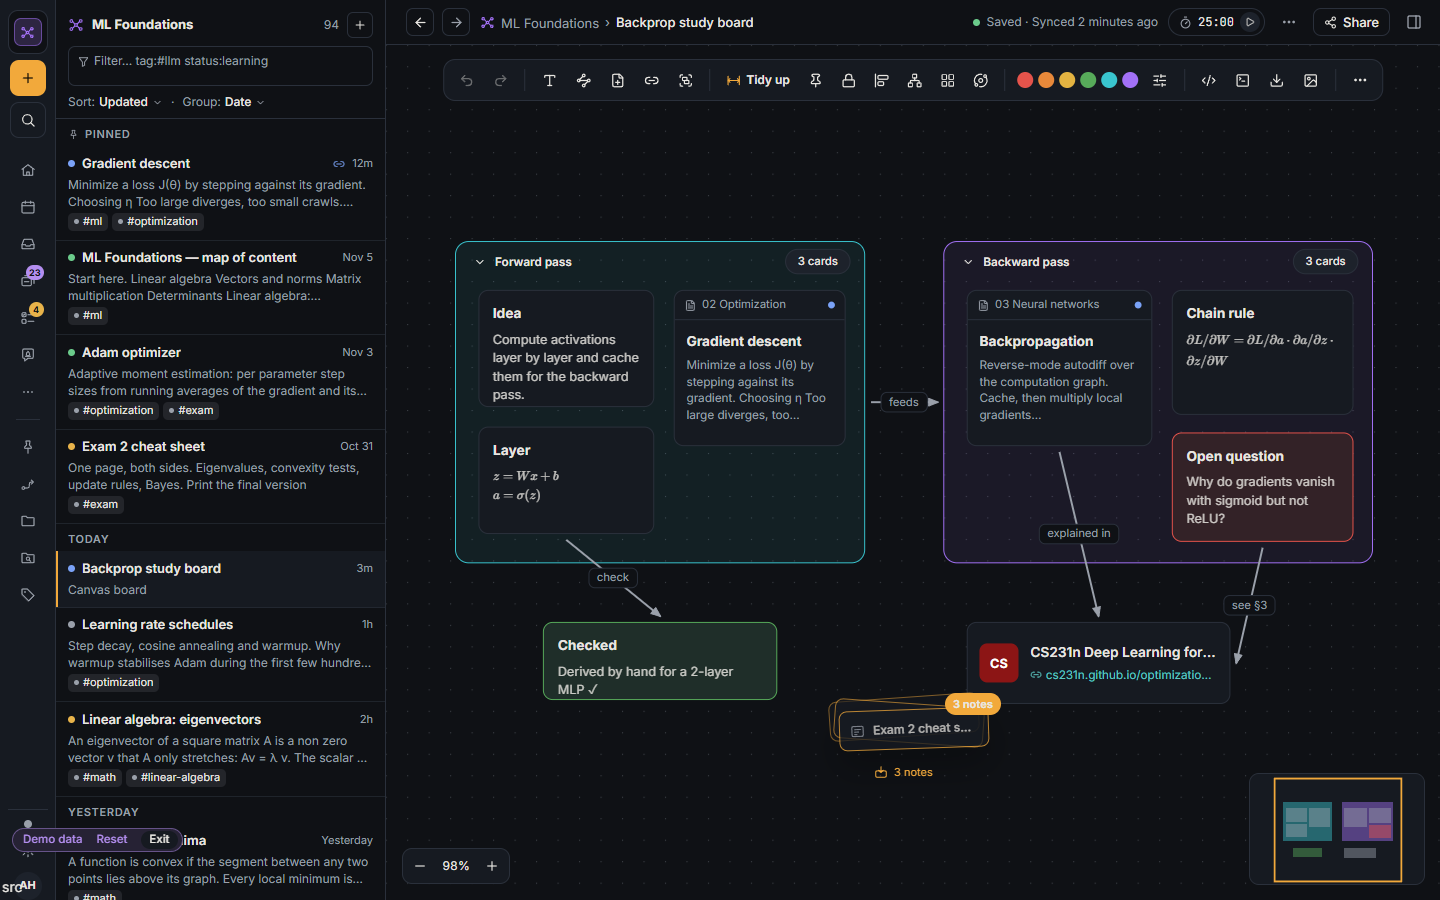 ML Foundations
94
Filter... tag:#llm status:learning
Sort: Updated · Group: Date
PINNED
Gradient descent
12m
Minimize a loss J(θ) by stepping against its gradient.
Choosing η Too large diverges, too small crawls....
#ml #optimization
ML Foundations — map of content
Nov 5
Start here. Linear algebra Vectors and norms Matrix
multiplication Determinants Linear algebra:...
#ml
Adam optimizer
Nov 3
Adaptive moment estimation: per parameter step
sizes from running averages of the gradient and its...
#optimization #exam
Exam 2 cheat sheet
Oct 31
One page, both sides. Eigenvalues, convexity tests,
update rules, Bayes. Print the final version
#exam
TODAY
Backprop study board
3m
Canvas board
Learning rate schedules
1h
Step decay, cosine annealing and warmup. Why
warmup stabilises Adam during the first few hundre...
#optimization
Linear algebra: eigenvectors
2h
An eigenvector of a square matrix A is a non zero
vector v that A only stretches: Av = λ v. The scalar ...
#math #linear-algebra
YESTERDAY
ima
Yesterday
A function is convex if the segment between any two
points lies above its graph. Every local minimum is...
#math
23
4
Demo data Reset Exit
src
AH
ML Foundations › Backprop study board
Saved · Synced 2 minutes ago
25:00
Share
Tidy up
Forward pass
3 cards
Idea
Compute activations
layer by layer and cache
them for the backward
pass.
02 Optimization
Gradient descent
Minimize a loss J(θ) by
stepping against its
gradient. Choosing η Too
large diverges, too...
Layer
z = Wx + b
a = σ(z)
feeds
Backward pass
3 cards
03 Neural networks
Backpropagation
Reverse-mode autodiff over
the computation graph.
Cache, then multiply local
gradients...
Chain rule
∂L/∂W = ∂L/∂a · ∂a/∂z ·
∂z/∂W
Open question
Why do gradients vanish
with sigmoid but not
ReLU?
explained in
check
see §3
Checked
Derived by hand for a 2-layer
MLP ✓
CS
CS231n Deep Learning for...
cs231n.github.io/optimizatio...
3 notes
Exam 2 cheat s...
3 notes
98%